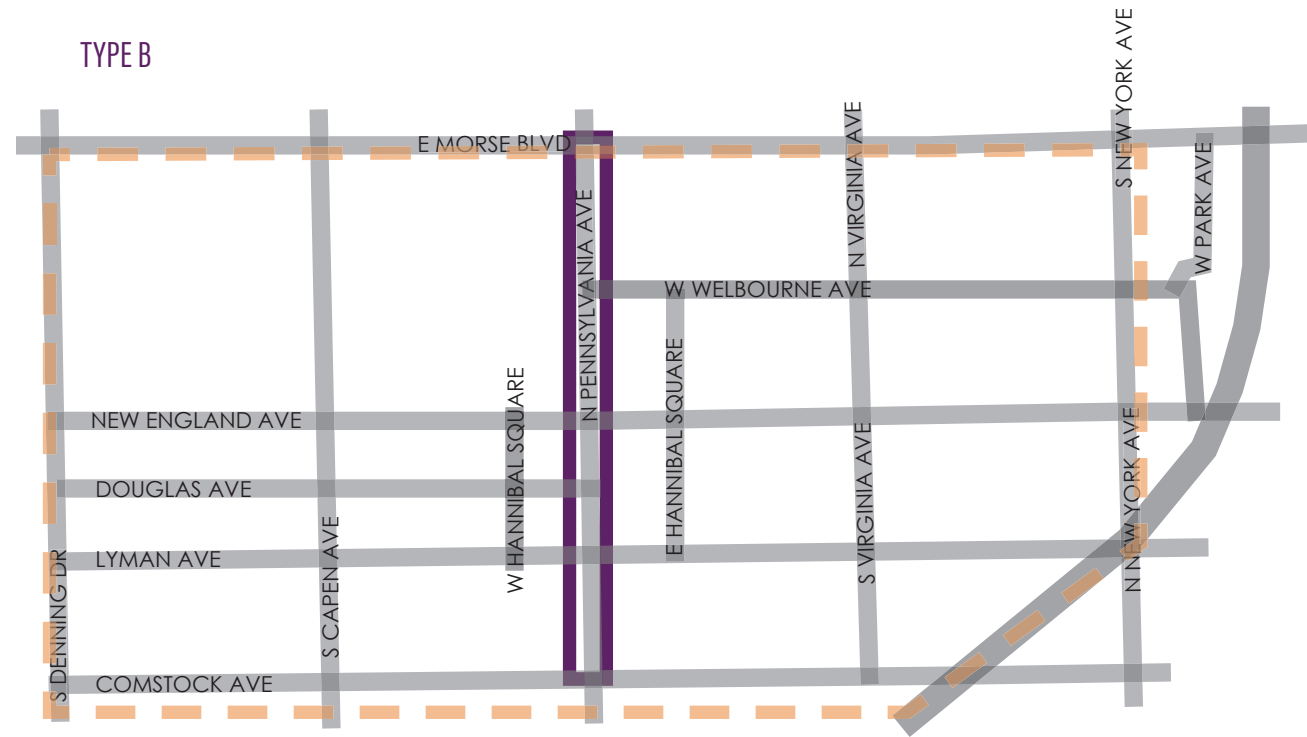 TYPE B
S NEW YORK AVE
E MORSE BLVD
N VIRGINIA AVE
W PARK AVE
N PENNSYLVANIA AVE
W WELBOURNE AVE
E HANNIBAL SQUARE
W HANNIBAL SQUARE
NEW ENGLAND AVE
S VIRGINIA AVE
N NEW YORK AVE
DOUGLAS AVE
S CAPEN AVE
LYMAN AVE
S DENNING DR
COMSTOCK AVE